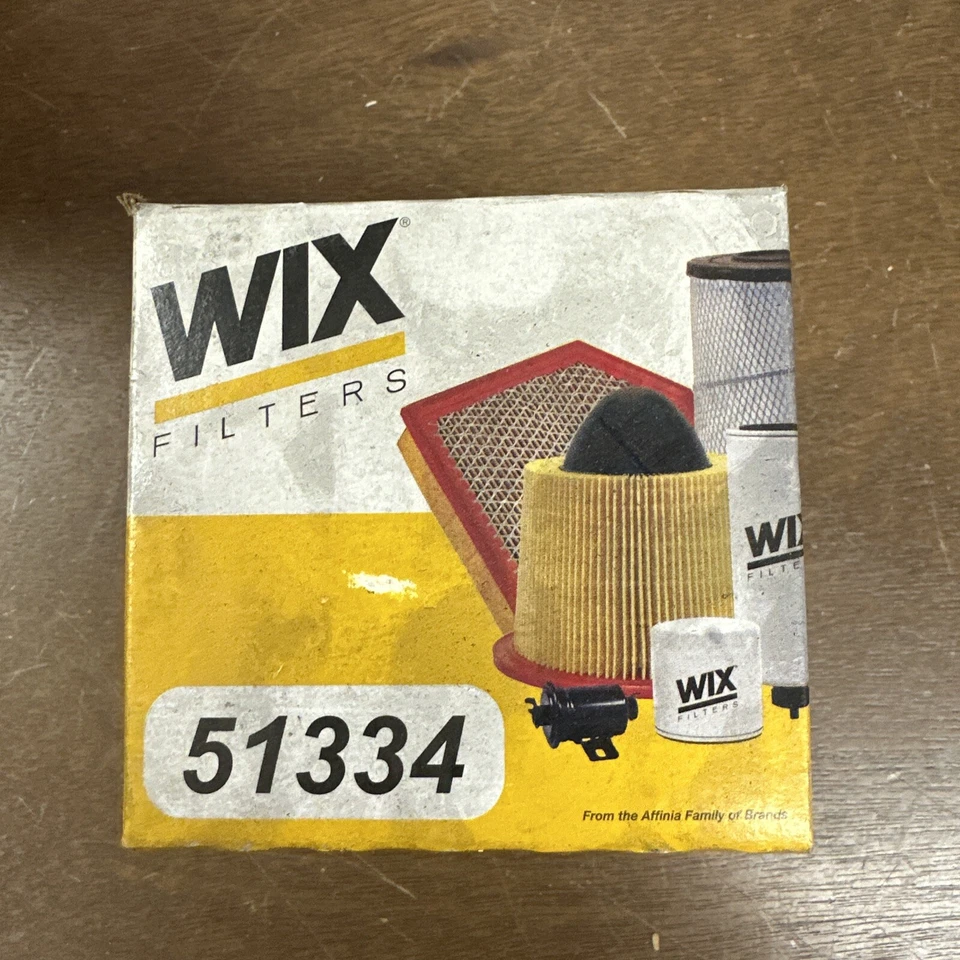 WIX®
FILTERS
WIX
FILTERS
WIX
FILTERS
51334
From the Affinia Family of Brands